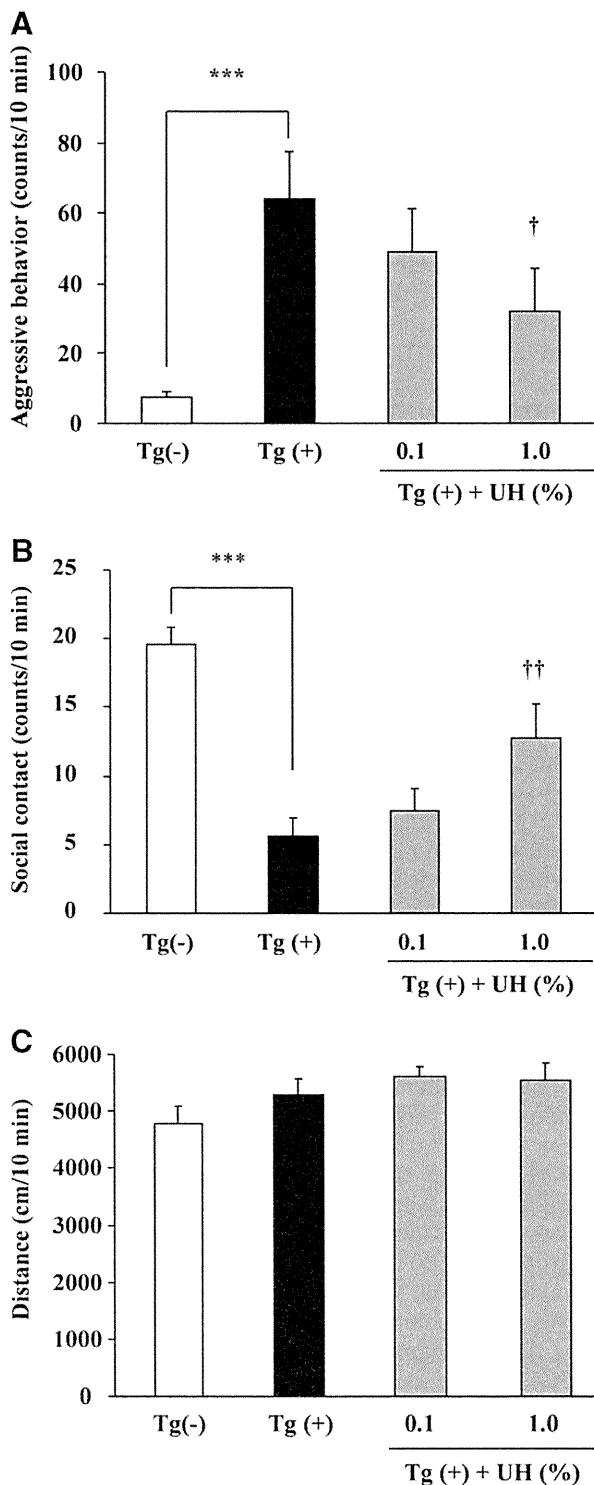 A
Aggressive behavior (counts/10 min)
100
80
60
40
20
0
***
†
Tg(-)
Tg (+)
0.1
1.0
Tg (+) + UH (%)
B
Social contact (counts/10 min)
25
20
15
10
5
0
***
††
Tg(-)
Tg (+)
0.1
1.0
Tg (+) + UH (%)
C
Distance (cm/10 min)
6000
5000
4000
3000
2000
1000
0
Tg(-)
Tg (+)
0.1
1.0
Tg (+) + UH (%)